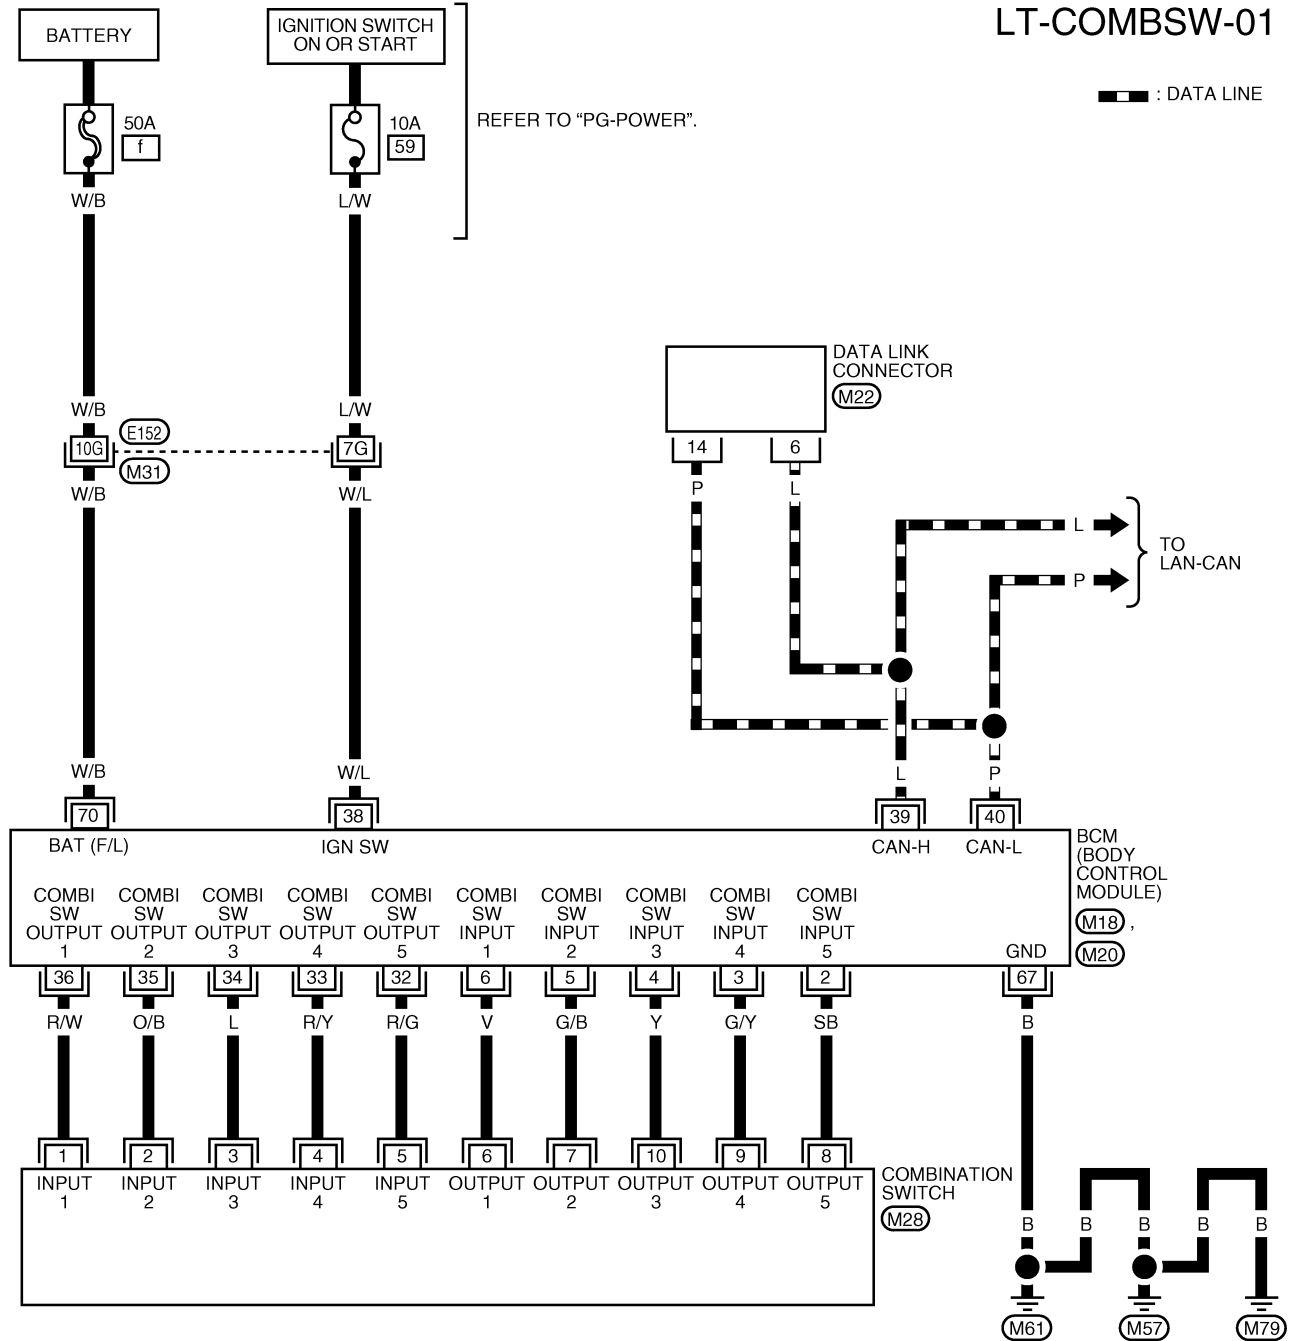 LT-COMBSW-01
BATTERY
IGNITION SWITCH
ON OR START
: DATA LINE
50A
f
10A
59
REFER TO “PG-POWER”.
W/B
L/W
DATA LINK
CONNECTOR
M22
W/B
L/W
E152
10G
7G
M31
14
6
W/B
W/L
P
L
L
TO
LAN-CAN
P
W/B
W/L
L
P
70
38
39
40
BAT (F/L)
IGN SW
CAN-H
CAN-L
BCM
(BODY
CONTROL
MODULE)
M18 ,
M20
COMBI
SW
OUTPUT
1
COMBI
SW
OUTPUT
2
COMBI
SW
OUTPUT
3
COMBI
SW
OUTPUT
4
COMBI
SW
OUTPUT
5
COMBI
SW
INPUT
1
COMBI
SW
INPUT
2
COMBI
SW
INPUT
3
COMBI
SW
INPUT
4
COMBI
SW
INPUT
5
GND
36
35
34
33
32
6
5
4
3
2
67
R/W
O/B
L
R/Y
R/G
V
G/B
Y
G/Y
SB
B
1
2
3
4
5
6
7
10
9
8
INPUT
1
INPUT
2
INPUT
3
INPUT
4
INPUT
5
OUTPUT
1
OUTPUT
2
OUTPUT
3
OUTPUT
4
OUTPUT
5
COMBINATION
SWITCH
M28
B
B
B
B
B
M61
M57
M79